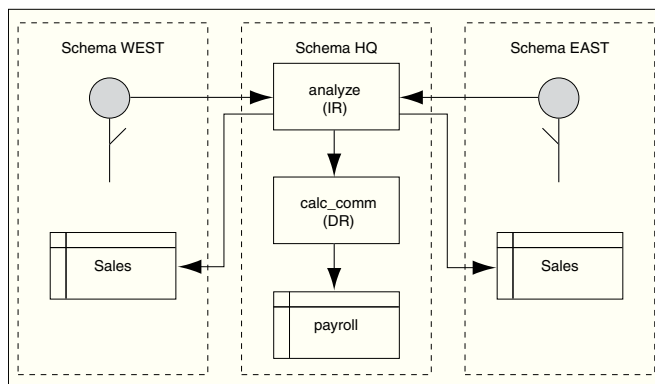 Schema WEST
Schema HQ
Schema EAST
analyze
(IR)
calc_comm
(DR)
Sales
Sales
payroll